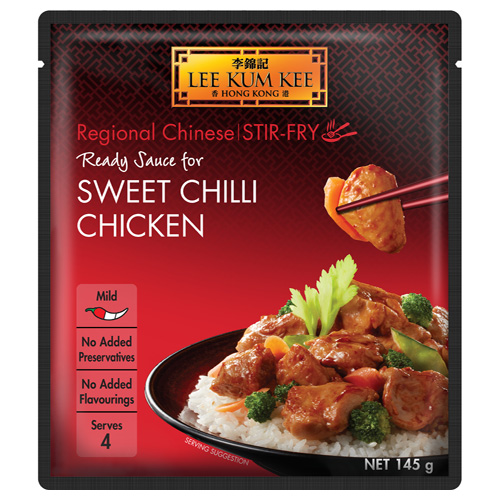 李錦記
LEE KUM KEE
香 HONG KONG 港
Regional Chinese|STIR-FRY
Ready Sauce for
SWEET CHILLI
CHICKEN
Mild
No Added
Preservatives
No Added
Flavourings
Serves
4
SERVING SUGGESTION
NET 145 g